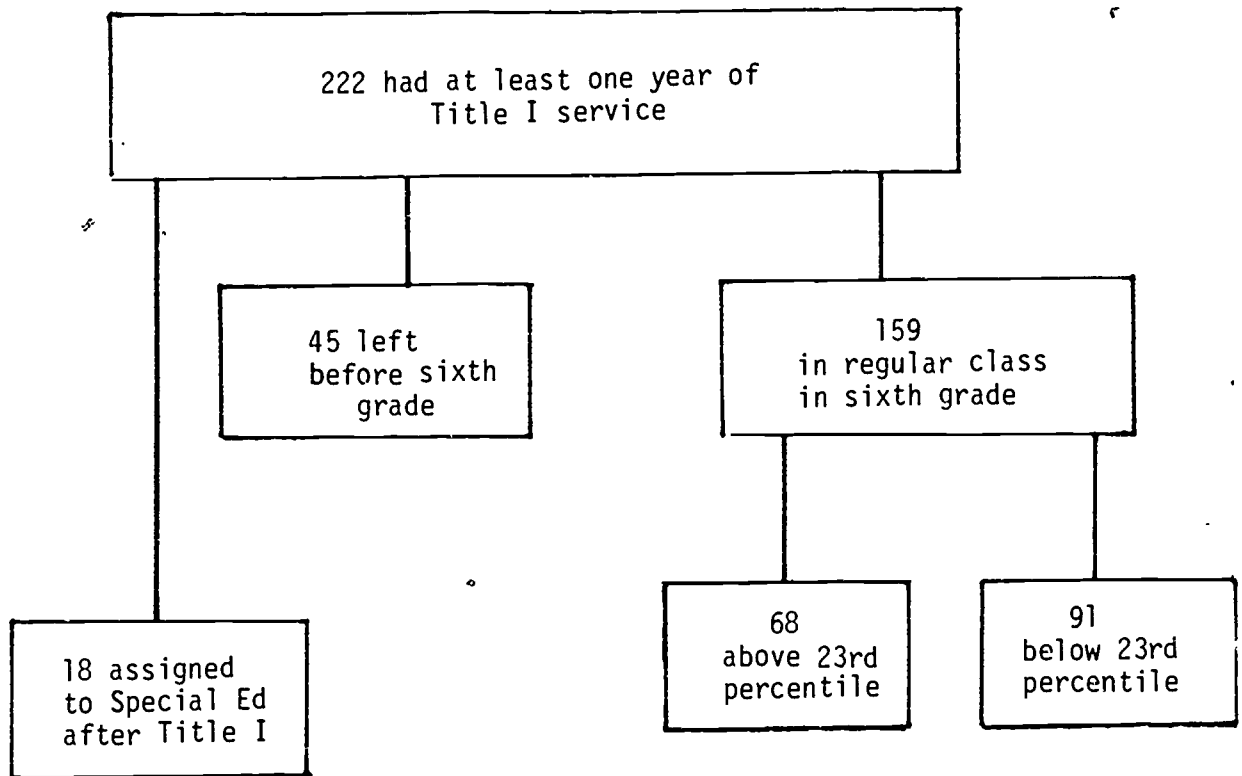 222 had at least one year of
Title I service
45 left
before sixth
grade
159
in regular class
in sixth grade
18 assigned
to Special Ed
after Title I
68
above 23rd
percentile
91
below 23rd
percentile